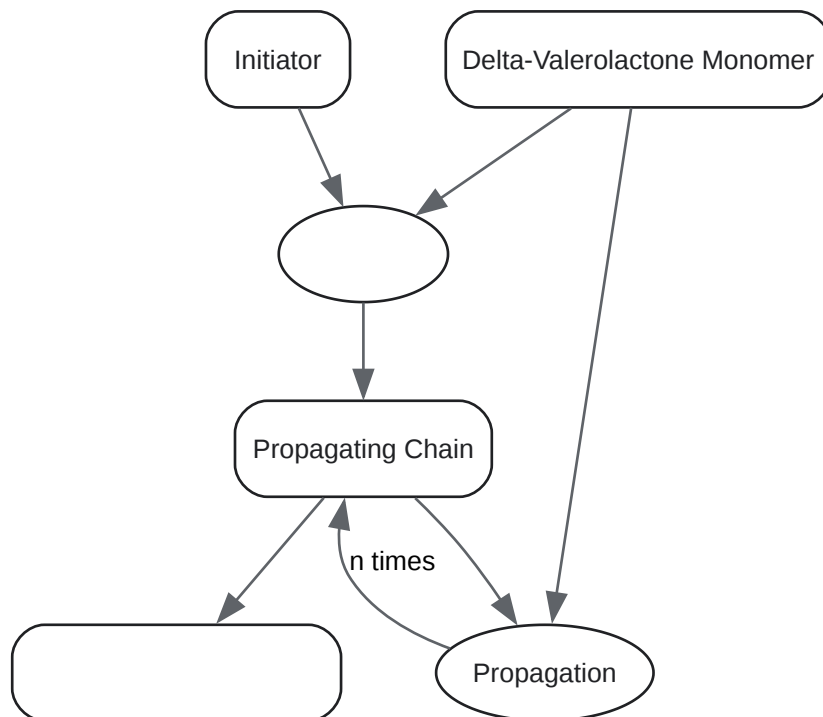 Initiator
Delta-Valerolactone Monomer
Propagating Chain
n times
Propagation